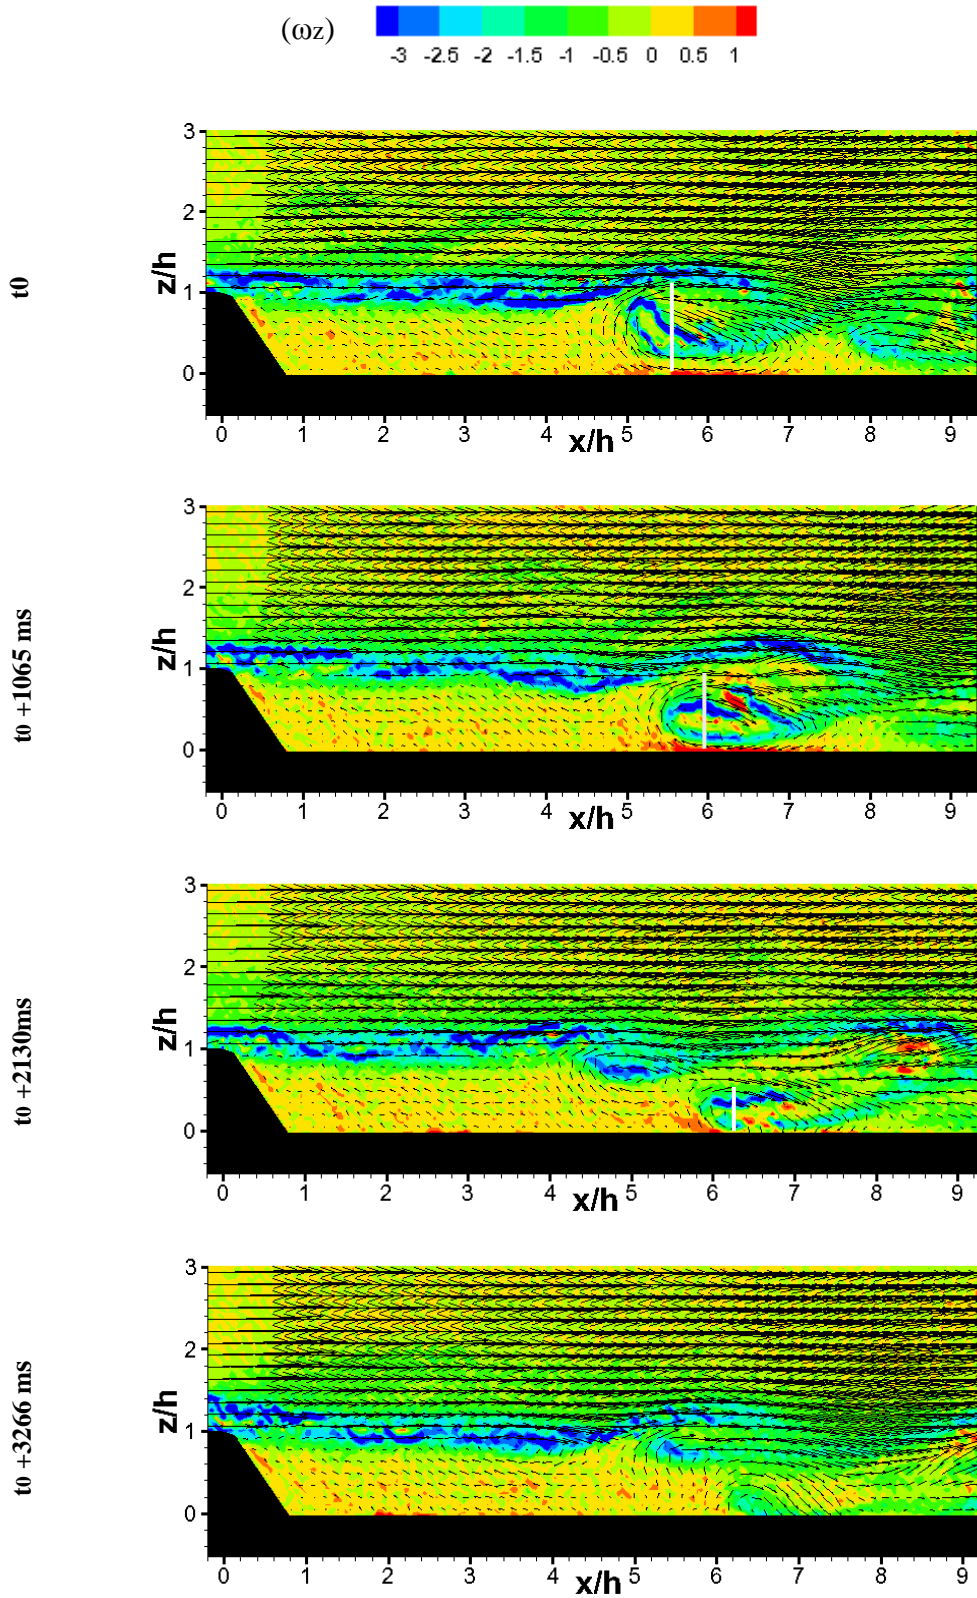 (ωz)
-3 -2.5 -2 -1.5 -1 -0.5 0 0.5 1
t0
z/h
3
2
1
0
0 1 2 3 4 5 6 7 8 9
x/h
t0 +1065 ms
z/h
3
2
1
0
0 1 2 3 4 5 6 7 8 9
x/h
t0 +2130ms
z/h
3
2
1
0
0 1 2 3 4 5 6 7 8 9
x/h
t0 +3266 ms
z/h
3
2
1
0
0 1 2 3 4 5 6 7 8 9
x/h